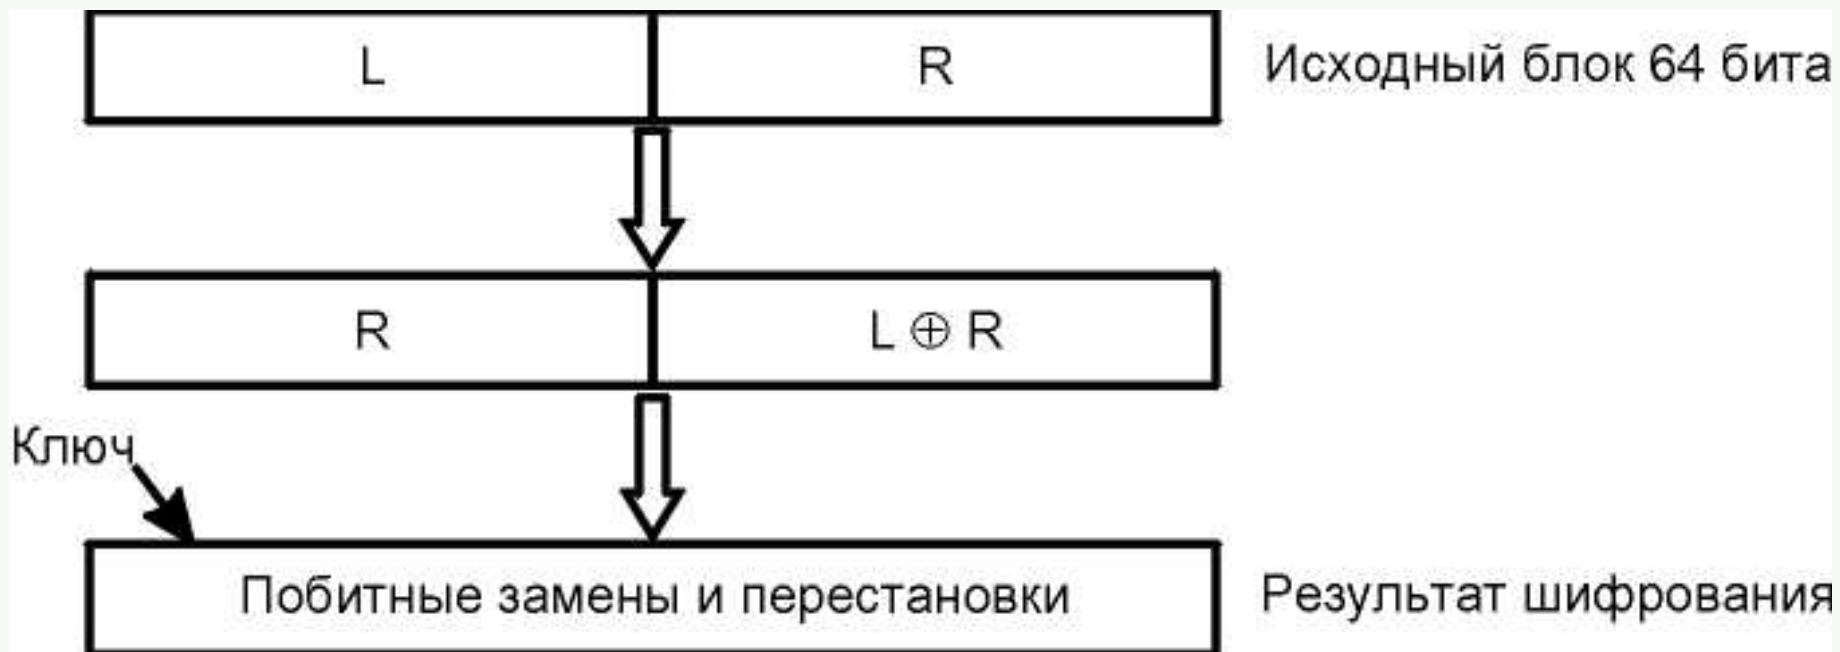 L R Исходный блок 64 бита
R L ⊕ R
Ключ
Побитные замены и перестановки Результат шифрования